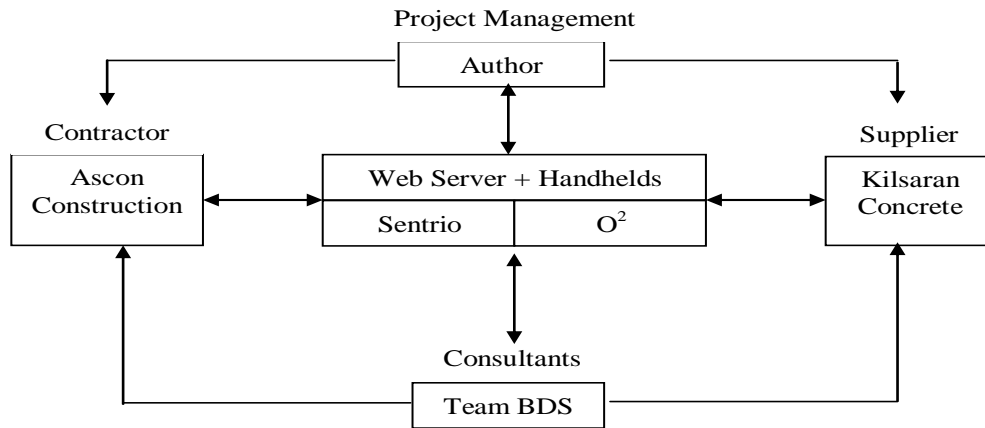 Project Management
Author
Contractor
Supplier
Ascon
Construction
Web Server + Handhelds
Kilsaran
Concrete
Sentrio
O²
Consultants
Team BDS